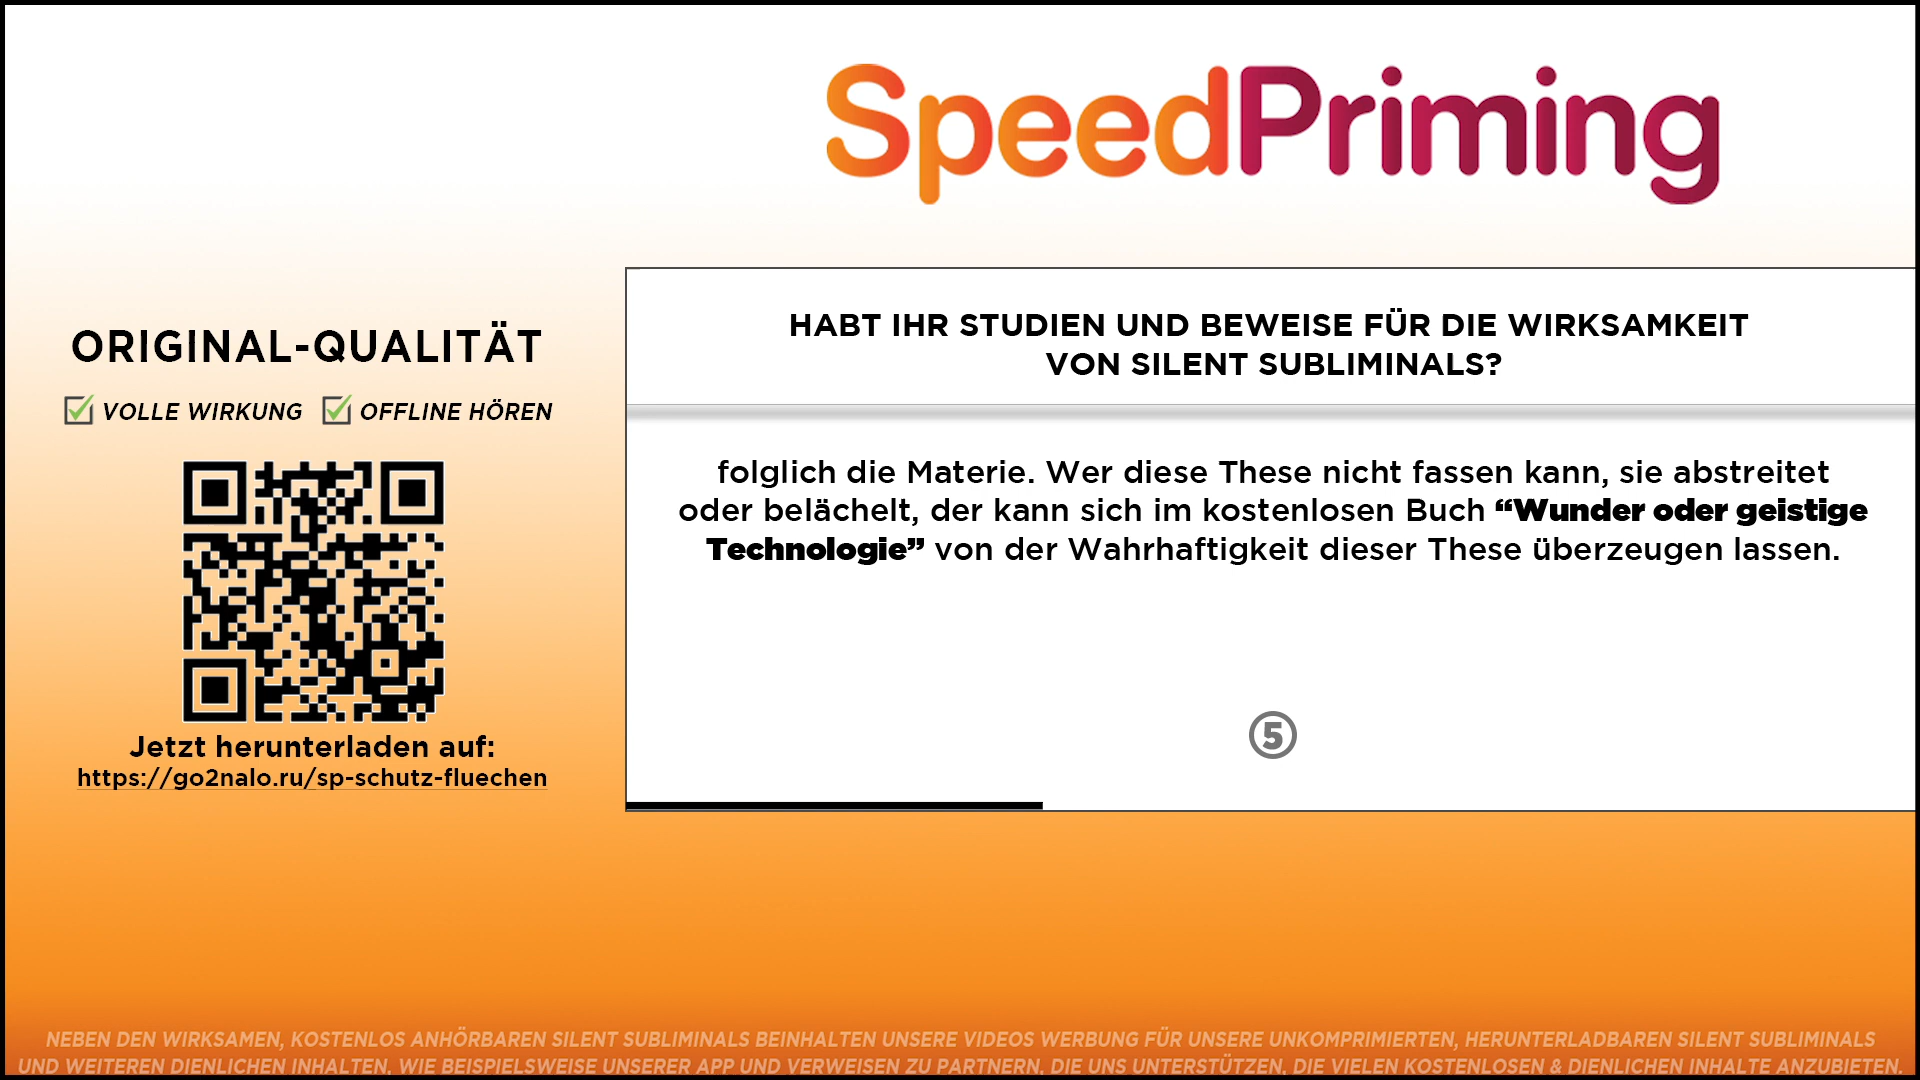 SpeedPriming
ORIGINAL-QUALITÄT
VOLLE WIRKUNG OFFLINE HÖREN
Jetzt herunterladen auf:
https://go2nalo.ru/sp-schutz-fluechen
HABT IHR STUDIEN UND BEWEISE FÜR DIE WIRKSAMKEIT
VON SILENT SUBLIMINALS?
folglich die Materie. Wer diese These nicht fassen kann, sie abstreitet
oder belächelt, der kann sich im kostenlosen Buch “Wunder oder geistige
Technologie” von der Wahrhaftigkeit dieser These überzeugen lassen.
5
NEBEN DEN WIRKSAMEN, KOSTENLOS ANHÖRBAREN SILENT SUBLIMINALS BEINHALTEN UNSERE VIDEOS WERBUNG FÜR UNSERE UNKOMPRIMIERTEN, HERUNTERLADBAREN SILENT SUBLIMINALS
UND WEITEREN DIENLICHEN INHALTEN, WIE BEISPIELSWEISE UNSERER APP UND VERWEISEN ZU PARTNERN, DIE UNS UNTERSTÜTZEN, DIE VIELEN KOSTENLOSEN & DIENLICHEN INHALTE ANZUBIETEN.